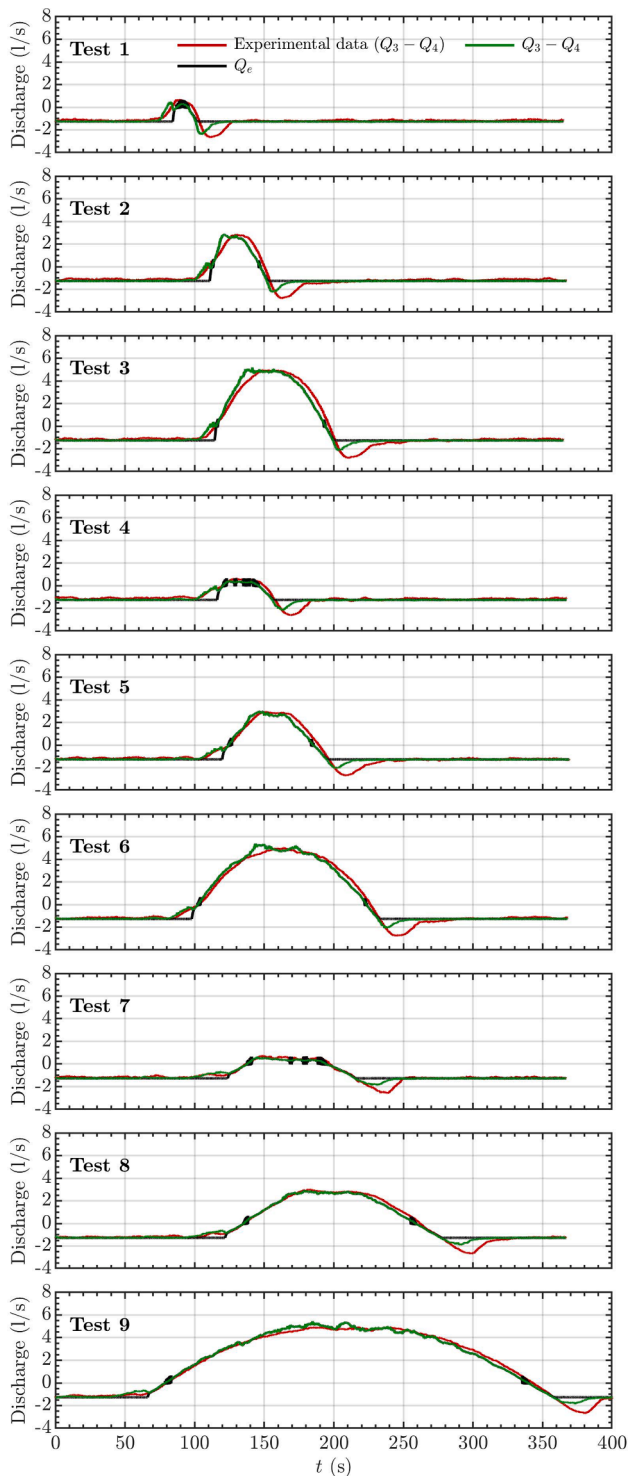 Test 1
Experimental data (Q3 − Q4)
Q3 − Q4
Qe
Discharge (l/s)
8
6
4
2
0
-2
-4
Test 2
Discharge (l/s)
8
6
4
2
0
-2
-4
Test 3
Discharge (l/s)
8
6
4
2
0
-2
-4
Test 4
Discharge (l/s)
8
6
4
2
0
-2
-4
Test 5
Discharge (l/s)
8
6
4
2
0
-2
-4
Test 6
Discharge (l/s)
8
6
4
2
0
-2
-4
Test 7
Discharge (l/s)
8
6
4
2
0
-2
-4
Test 8
Discharge (l/s)
8
6
4
2
0
-2
-4
Test 9
Discharge (l/s)
8
6
4
2
0
-2
-4
0 50 100 150 200 250 300 350 400
t (s)